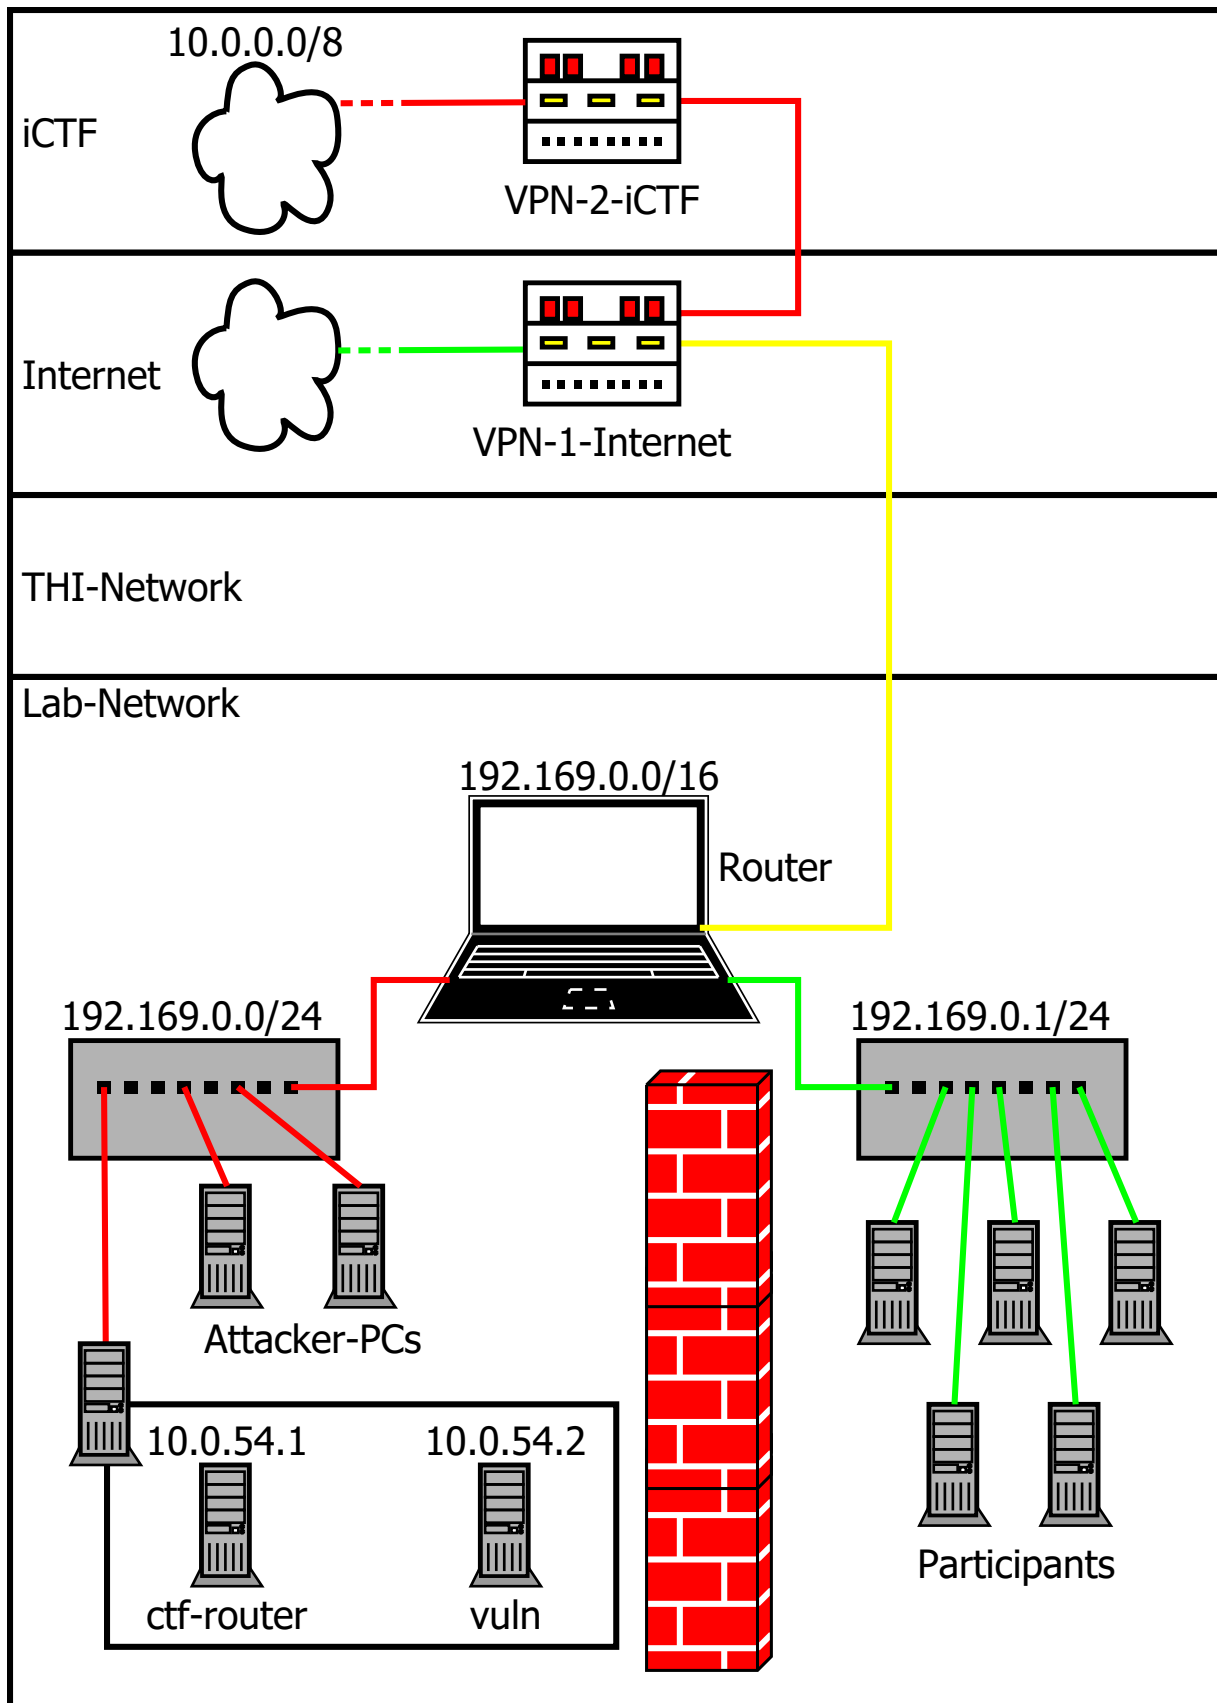 10.0.0.0/8
iCTF
VPN-2-iCTF
Internet
VPN-1-Internet
THI-Network
Lab-Network
192.169.0.0/16
Router
192.169.0.0/24
192.169.0.1/24
Attacker-PCs
10.0.54.1
10.0.54.2
ctf-router
vuln
Participants